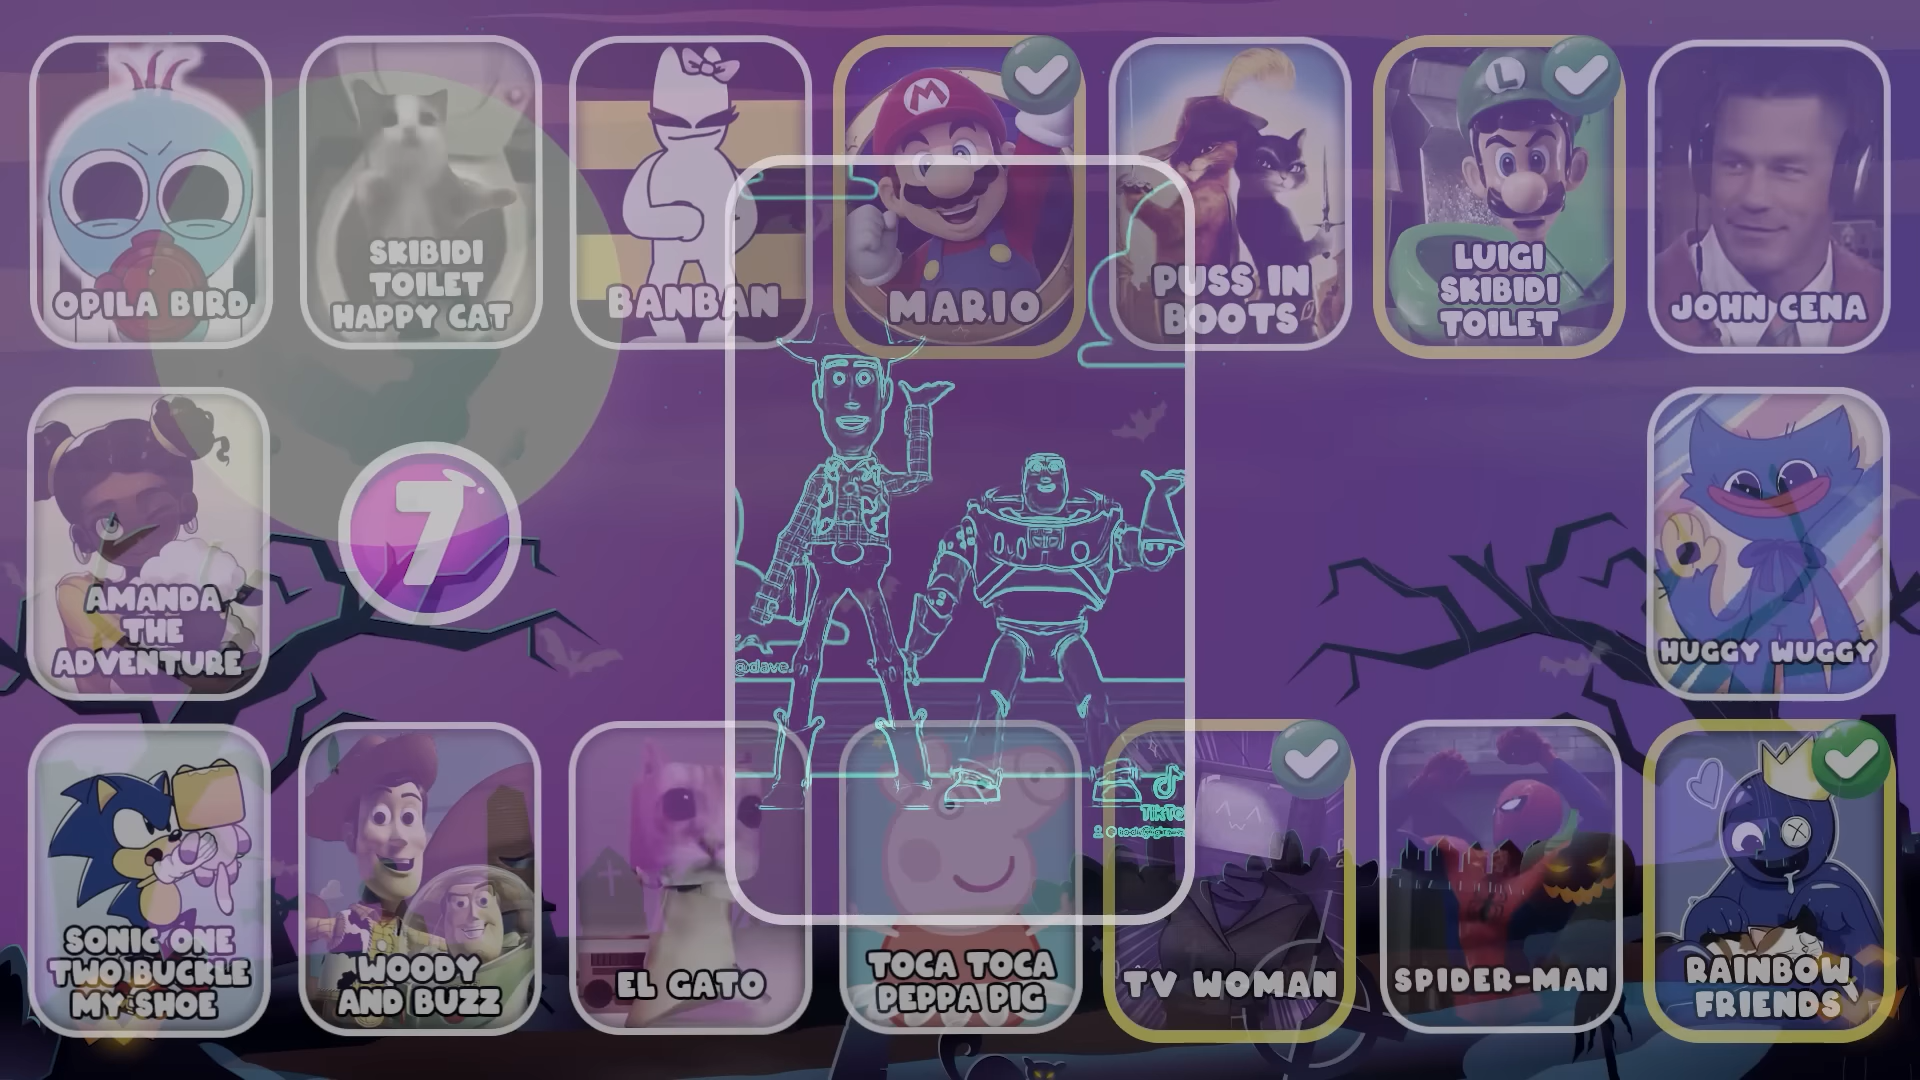 OPILA BIRD
SKIBIDI
TOILET
HAPPY CAT
BANBAN
M
MARIO
PUSS IN
BOOTS
L
LUIGI
SKIBIDI
TOILET
JOHN CENA
AMANDA
THE
ADVENTURE
7
@dave
HUGGY WUGGY
SONIC ONE
TWO BUCKLE
MY SHOE
WOODY
AND BUZZ
EL GATO
TOCA TOCA
PEPPA PIG
TikTo
TV WOMAN
SPIDER-MAN
RAINBOW
FRIENDS